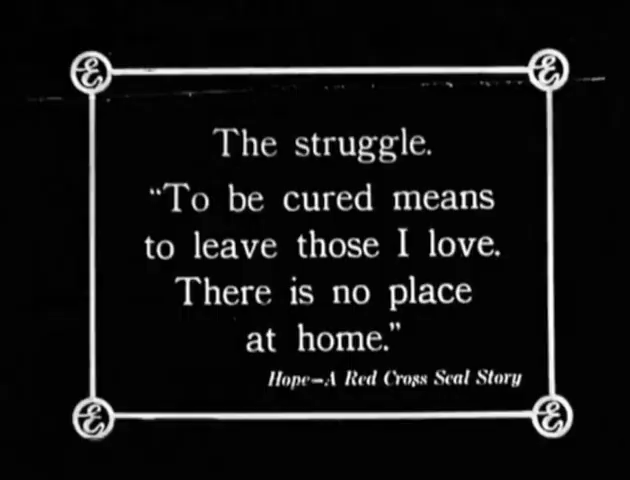 The struggle.
"To be cured means
to leave those I love.
There is no place
at home."
Hope—A Red Cross Seal Story
E E
E E